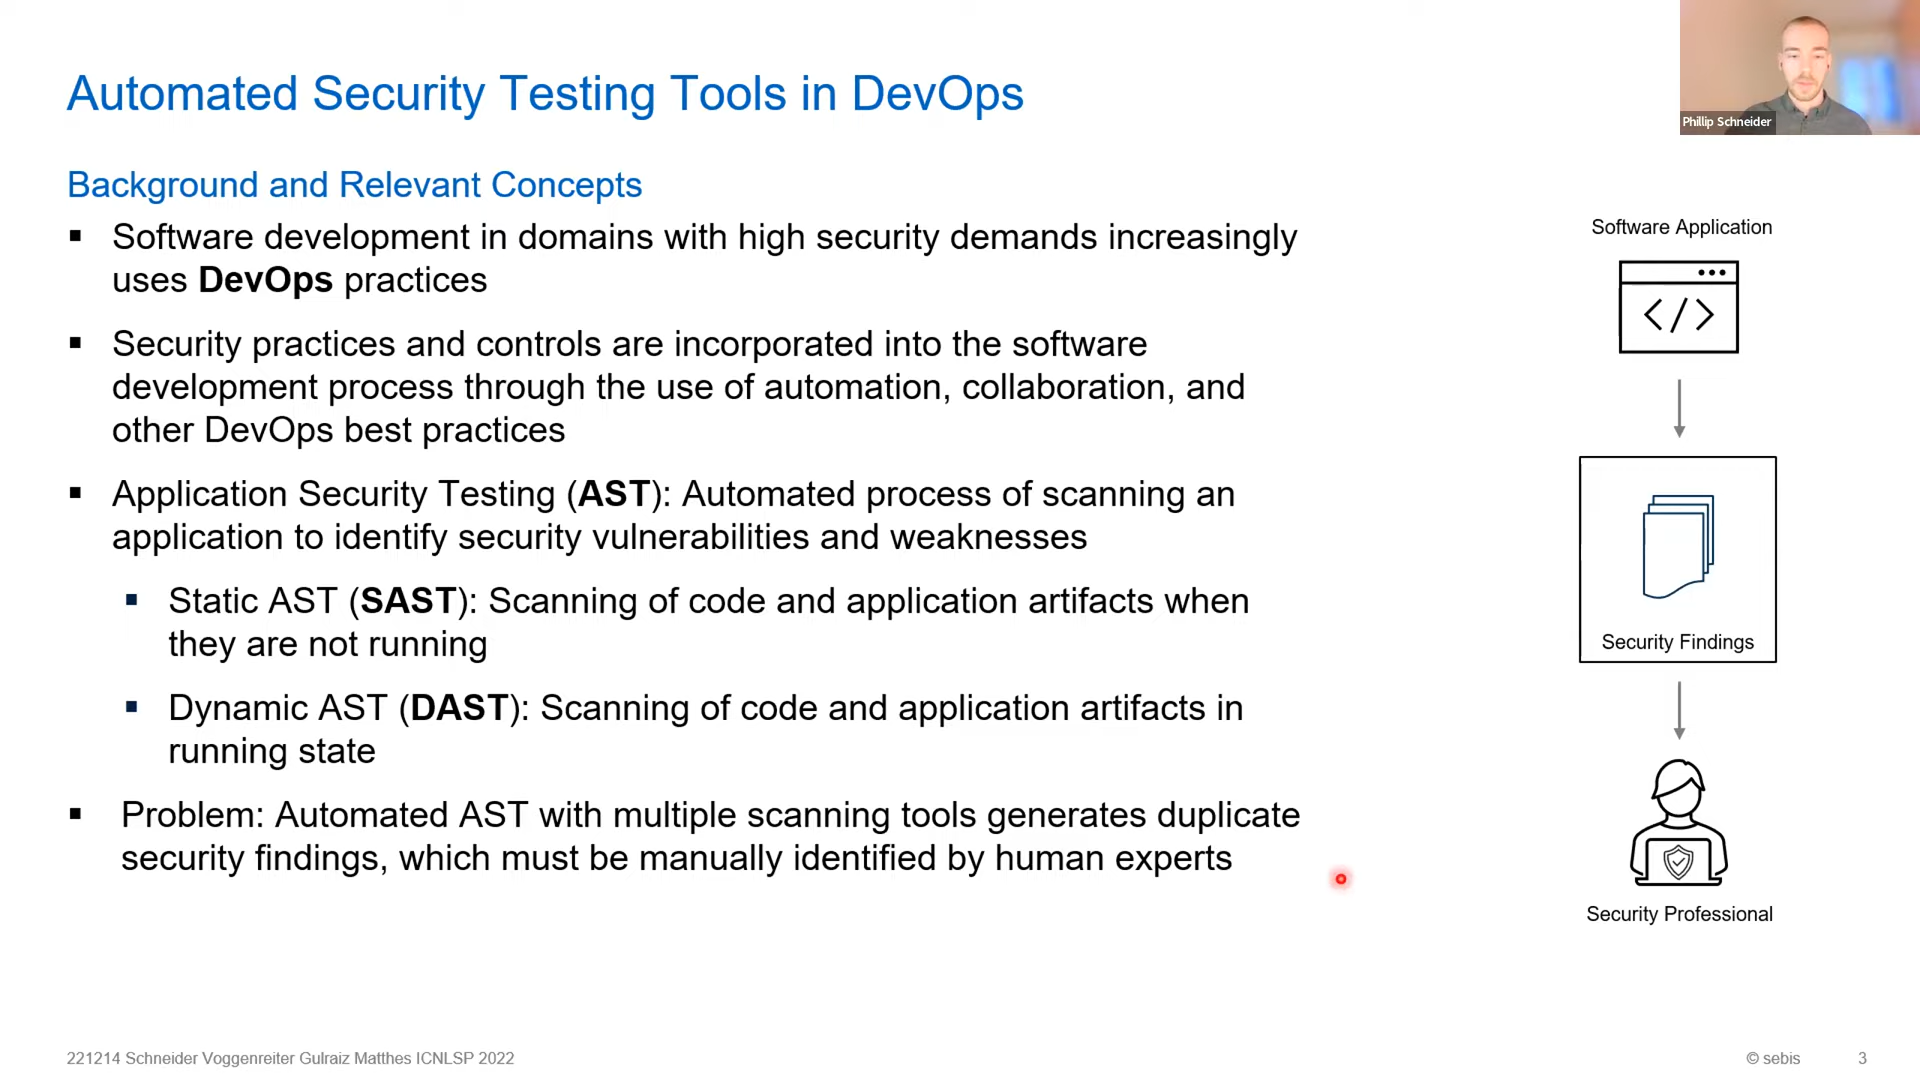 Automated Security Testing Tools in DevOps
Phillip Schneider
Background and Relevant Concepts
Software development in domains with high security demands increasingly
uses DevOps practices
Security practices and controls are incorporated into the software
development process through the use of automation, collaboration, and
other DevOps best practices
Application Security Testing (AST): Automated process of scanning an
application to identify security vulnerabilities and weaknesses
Static AST (SAST): Scanning of code and application artifacts when
they are not running
Dynamic AST (DAST): Scanning of code and application artifacts in
running state
Problem: Automated AST with multiple scanning tools generates duplicate
security findings, which must be manually identified by human experts
Software Application
</>
Security Findings
Security Professional
221214 Schneider Voggenreiter Gulraiz Matthes ICNLSP 2022
© sebis
3